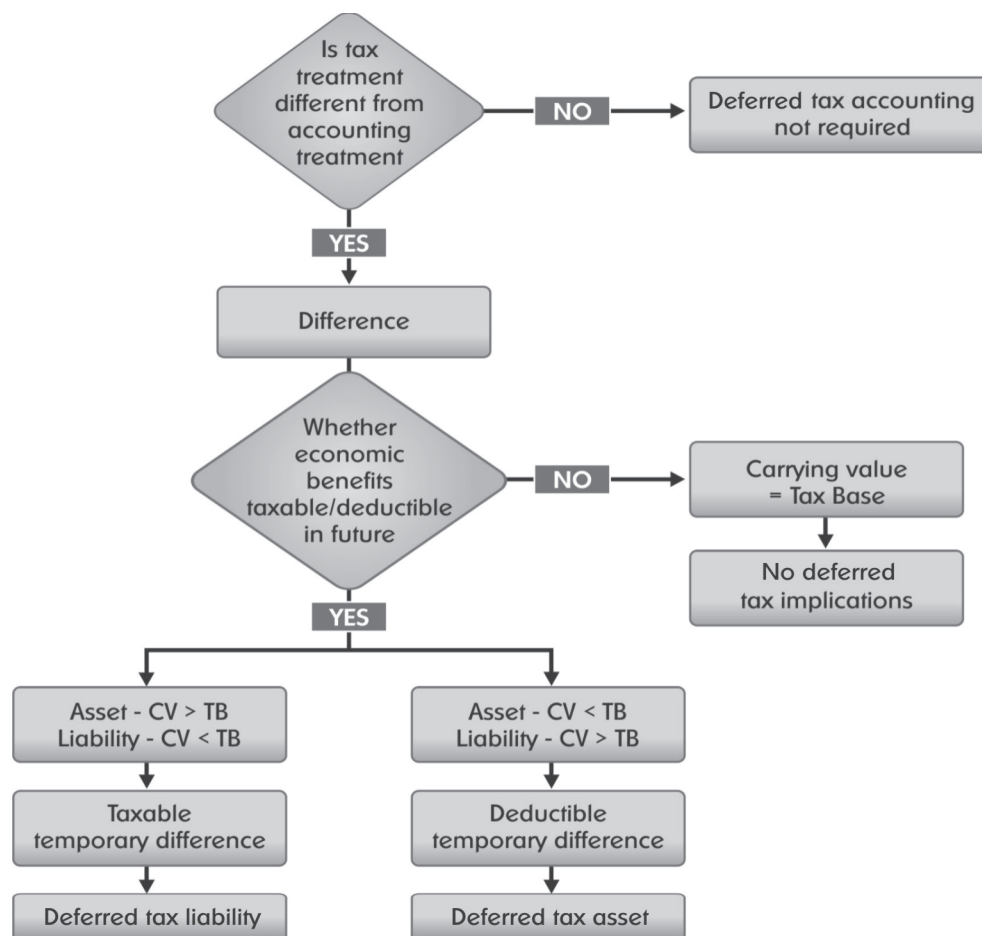 Is tax
treatment
different from
accounting
treatment
NO
Deferred tax accounting
not required
YES
Difference
Whether
economic
benefits
taxable/deductible
in future
NO
Carrying value
= Tax Base
No deferred
tax implications
YES
Asset - CV > TB
Liability - CV < TB
Asset - CV < TB
Liability - CV > TB
Taxable
temporary difference
Deductible
temporary difference
Deferred tax liability
Deferred tax asset